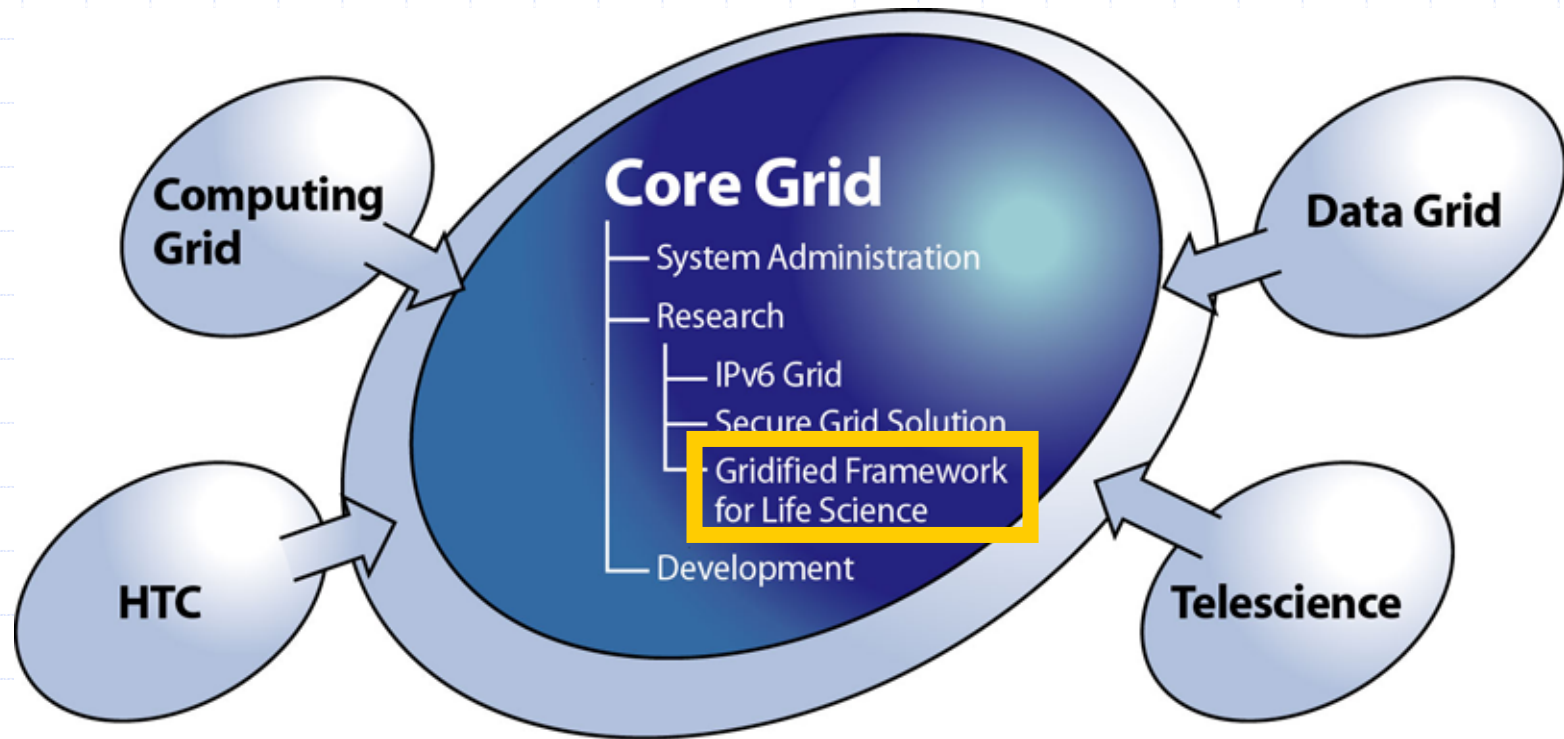 Computing
Grid
Core Grid
System Administration
Research
IPv6 Grid
Secure Grid Solution
Gridified Framework
for Life Science
Development
Data Grid
HTC
Telescience